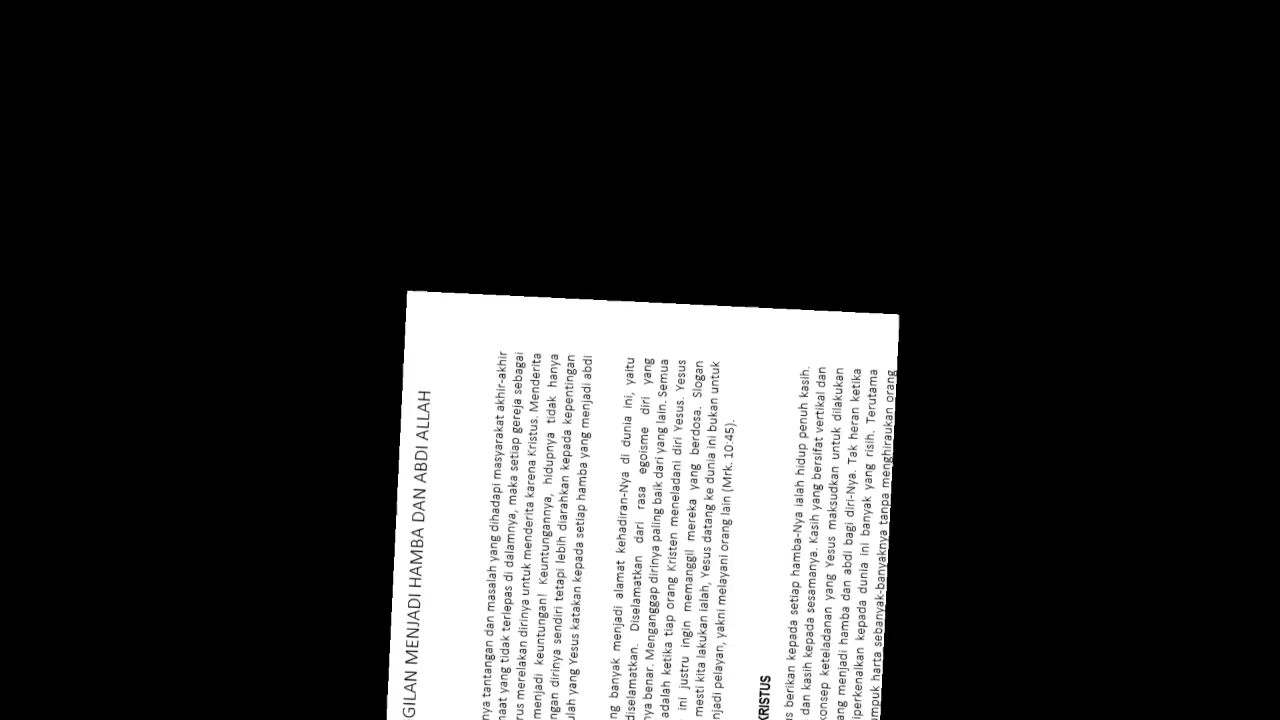 GILAN MENJADI HAMBA DAN ABDI ALLAH
nya tantangan dan masalah yang dihadapi masyarakat akhir-akhir
naat yang tidak terlepas di dalamnya, maka setiap gereja sebagai
rus merelakan dirinya untuk menderita karena Kristus. Menderita
menjadi keuntungan! Keuntungannya, hidupnya tidak hanya
ngan dirinya sendiri tetapi lebih diarahkan kepada kepentingan
ulah yang Yesus katakan kepada setiap hamba yang menjadi abdi
ng banyak menjadi alamat kehadiran-Nya di dunia ini, yaitu
diselamatkan. Diselamatkan dari rasa egoisme diri yang
nya benar. Menganggap dirinya paling baik dari yang lain. Semua
adalah ketika tiap orang Kristen meneladani diri Yesus. Yesus
ini justru ingin memanggil mereka yang berdosa. Slogan
mesti kita lakukan ialah, Yesus datang ke dunia ini bukan untuk
njadi pelayan, yakni melayani orang lain (Mrk. 10:45).
KRISTUS
s berikan kepada setiap hamba-Nya ialah hidup penuh kasih.
dan kasih kepada sesamanya. Kasih yang bersifat vertikal dan
konsep keteladanan yang Yesus maksudkan untuk dilakukan
ang menjadi hamba dan abdi bagi diri-Nya. Tak heran ketika
iperkenalkan kepada dunia ini banyak yang risih. Terutama
mpuk harta sebanyak-banyaknya tanpa menghiraukan orang